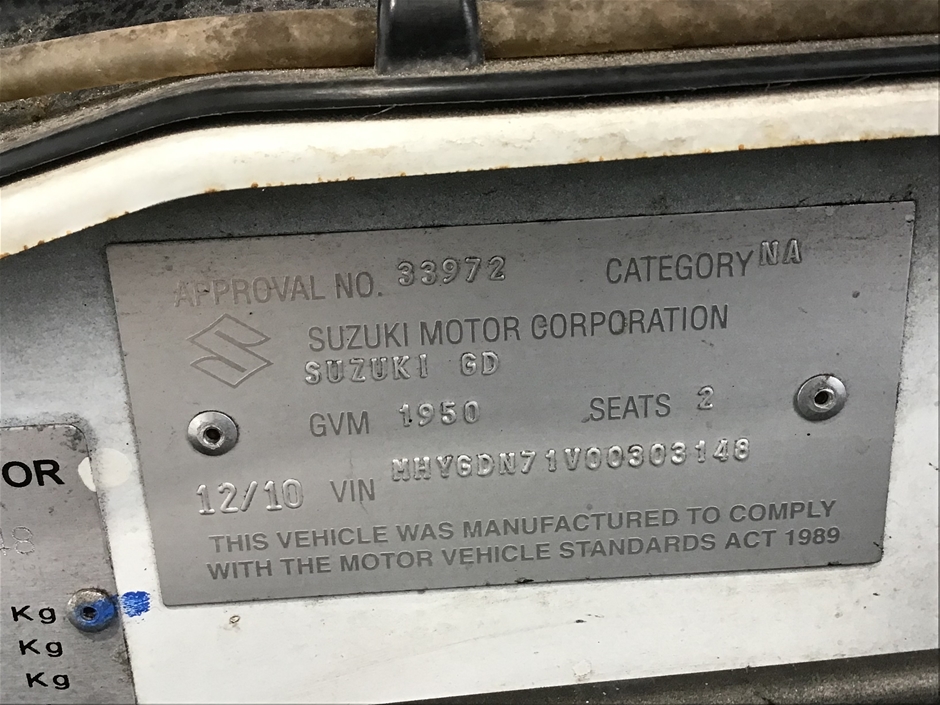 APPROVAL NO. 33972 CATEGORY NA
SUZUKI MOTOR CORPORATION
SUZUKI GD
GVM 1950 SEATS 2
12/10 VIN MHYGDN71V00303148
THIS VEHICLE WAS MANUFACTURED TO COMPLY
WITH THE MOTOR VEHICLE STANDARDS ACT 1989
OR
48
Kg
Kg
Kg